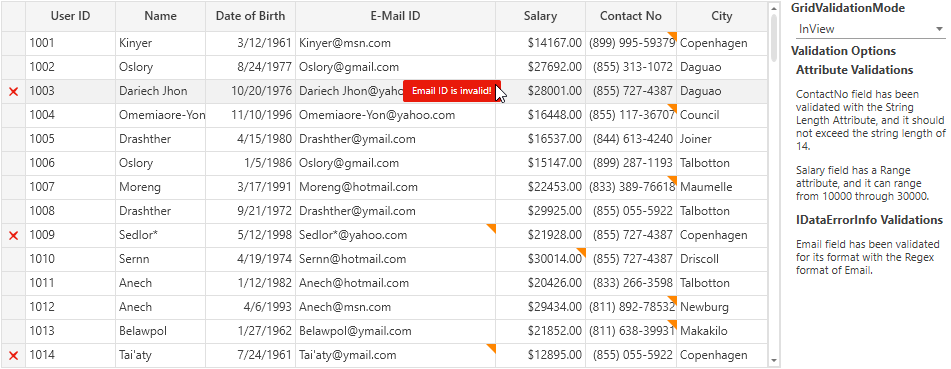 User ID Name Date of Birth E-Mail ID Salary Contact No City
1001 Kinyer 3/12/1961 Kinyer@msn.com $14167.00 (899) 995-59379 Copenhagen
1002 Oslory 8/24/1977 Oslory@gmail.com $27692.00 (855) 313-1072 Daguao
1003 Dariech Jhon 10/20/1976 Dariech Jhon@yaho Email ID is invalid! $28001.00 (855) 727-4387 Daguao
1004 Omemiaore-Yon 11/10/1996 Omemiaore-Yon@yahoo.com $16448.00 (855) 117-36707 Council
1005 Drashther 4/15/1980 Drashther@ymail.com $16537.00 (844) 613-4240 Joiner
1006 Oslory 1/5/1986 Oslory@gmail.com $15147.00 (899) 287-1193 Talbotton
1007 Moreng 3/17/1991 Moreng@hotmail.com $22453.00 (833) 389-76618 Maumelle
1008 Drashther 9/21/1972 Drashther@ymail.com $29925.00 (855) 055-5922 Talbotton
1009 Sedlor* 5/12/1998 Sedlor*@yahoo.com $21928.00 (855) 727-4387 Copenhagen
1010 Sernn 4/19/1974 Sernn@hotmail.com $30014.00 (855) 727-4387 Driscoll
1011 Anech 1/12/1982 Anech@hotmail.com $20426.00 (833) 266-3598 Talbotton
1012 Anech 4/6/1993 Anech@msn.com $29434.00 (811) 892-78532 Newburg
1013 Belawpol 1/27/1962 Belawpol@ymail.com $21852.00 (811) 638-39931 Makakilo
1014 Tai'aty 7/24/1961 Tai'aty@ymail.com $12895.00 (855) 055-5922 Copenhagen
GridValidationMode
InView
Validation Options
Attribute Validations
ContactNo field has been
validated with the String
Length Attribute, and it should
not exceed the string length of
14.
Salary field has a Range
attribute, and it can range
from 10000 through 30000.
IDataErrorInfo Validations
Email field has been validated
for its format with the Regex
format of Email.